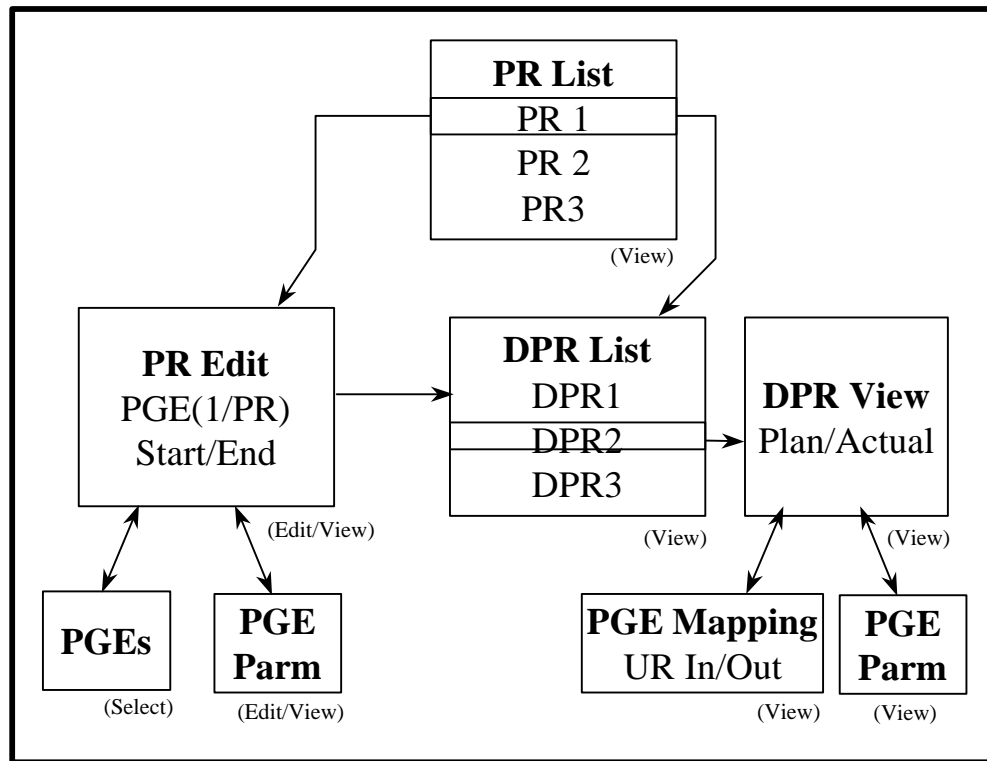 PR List
PR 1
PR 2
PR3
(View)
PR Edit
PGE(1/PR)
Start/End
(Edit/View)
DPR List
DPR1
DPR2
DPR3
(View)
DPR View
Plan/Actual
(View)
PGEs
(Select)
PGE
Parm
(Edit/View)
PGE Mapping
UR In/Out
(View)
PGE
Parm
(View)